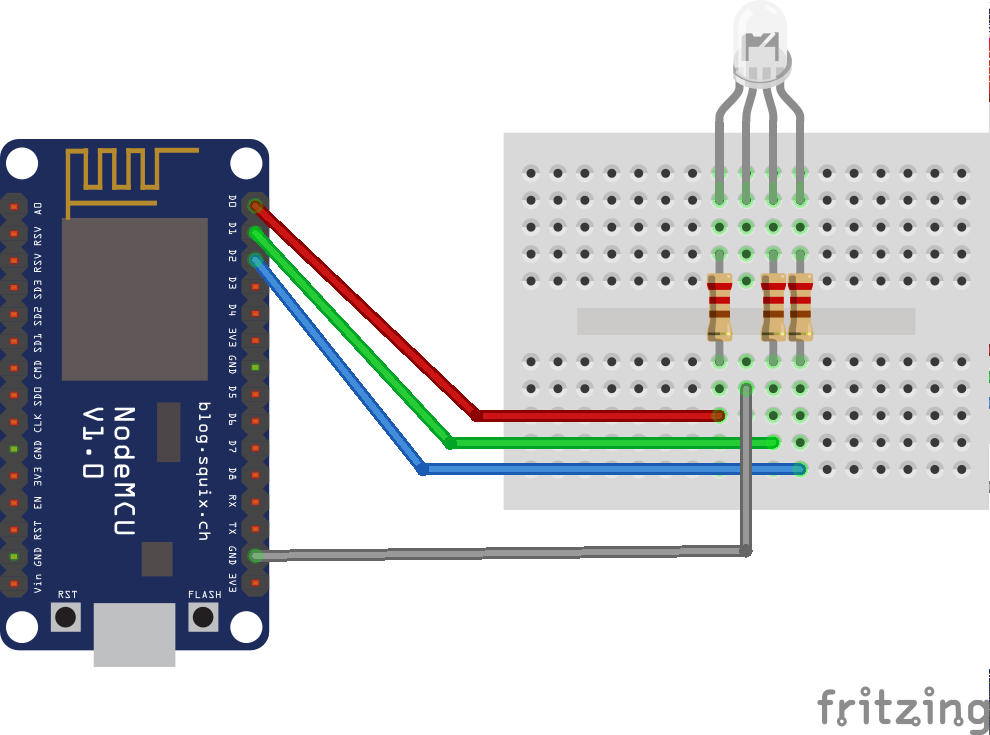 A0
RSV
RSV
SD3
SD2
SD1
CMD
SD0
CLK
GND
3V3
EN
RST
GND
Vin
D0
D1
D2
D3
D4
3V3
GND
D5
D6
D7
D8
RX
TX
GND
3V3
NodeMCU
V1.0
blog.squix.ch
RST
FLASH
fritzing